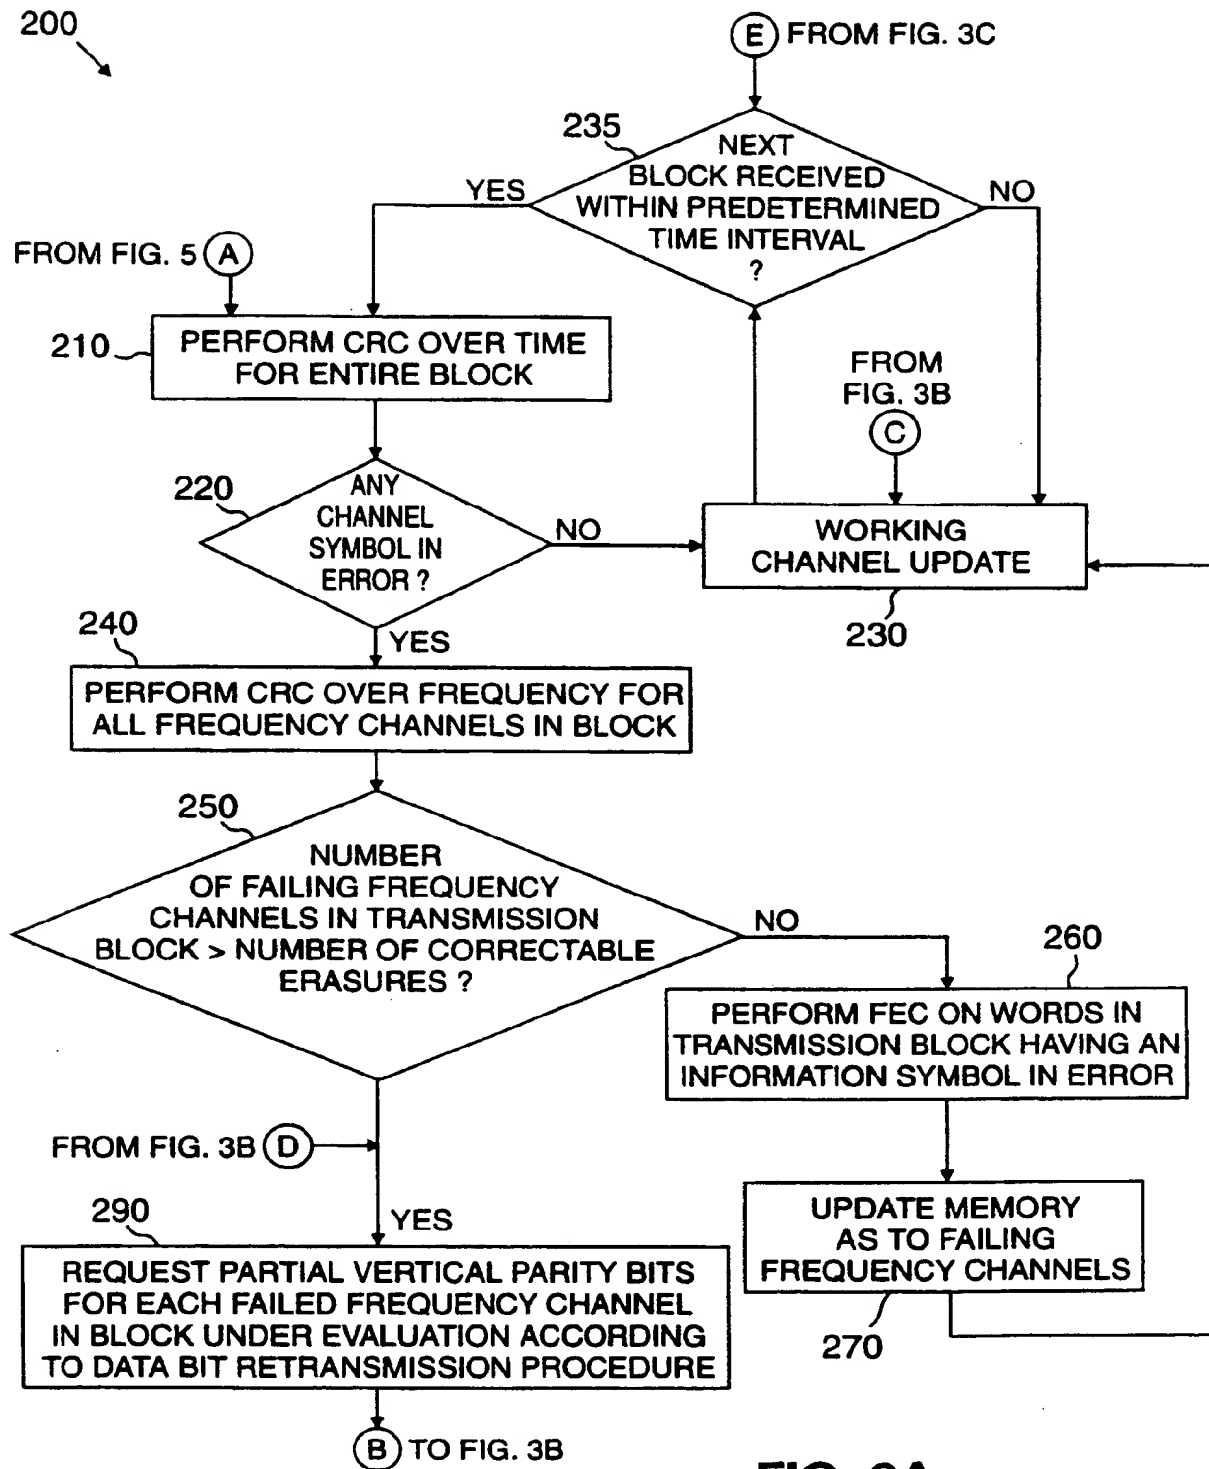 200
E FROM FIG. 3C
235
NEXT
BLOCK RECEIVED
WITHIN PREDETERMINED
TIME INTERVAL
?
YES
NO
FROM FIG. 5 A
210
PERFORM CRC OVER TIME
FOR ENTIRE BLOCK
FROM
FIG. 3B
C
220
ANY
CHANNEL
SYMBOL IN
ERROR ?
NO
WORKING
CHANNEL UPDATE
230
YES
240
PERFORM CRC OVER FREQUENCY FOR
ALL FREQUENCY CHANNELS IN BLOCK
250
NUMBER
OF FAILING FREQUENCY
CHANNELS IN TRANSMISSION
BLOCK > NUMBER OF CORRECTABLE
ERASURES ?
NO
260
PERFORM FEC ON WORDS IN
TRANSMISSION BLOCK HAVING AN
INFORMATION SYMBOL IN ERROR
FROM FIG. 3B D
UPDATE MEMORY
AS TO FAILING
FREQUENCY CHANNELS
270
YES
290
REQUEST PARTIAL VERTICAL PARITY BITS
FOR EACH FAILED FREQUENCY CHANNEL
IN BLOCK UNDER EVALUATION ACCORDING
TO DATA BIT RETRANSMISSION PROCEDURE
B TO FIG. 3B